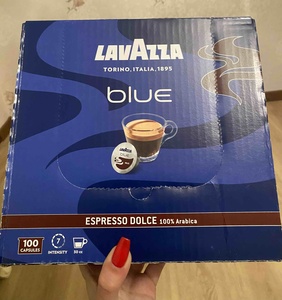 LAVAZZA
TORINO, ITALIA, 1895
blue
ESPRESSO DOLCE 100% Arabica
100
CAPSULES
7
INTENSITY